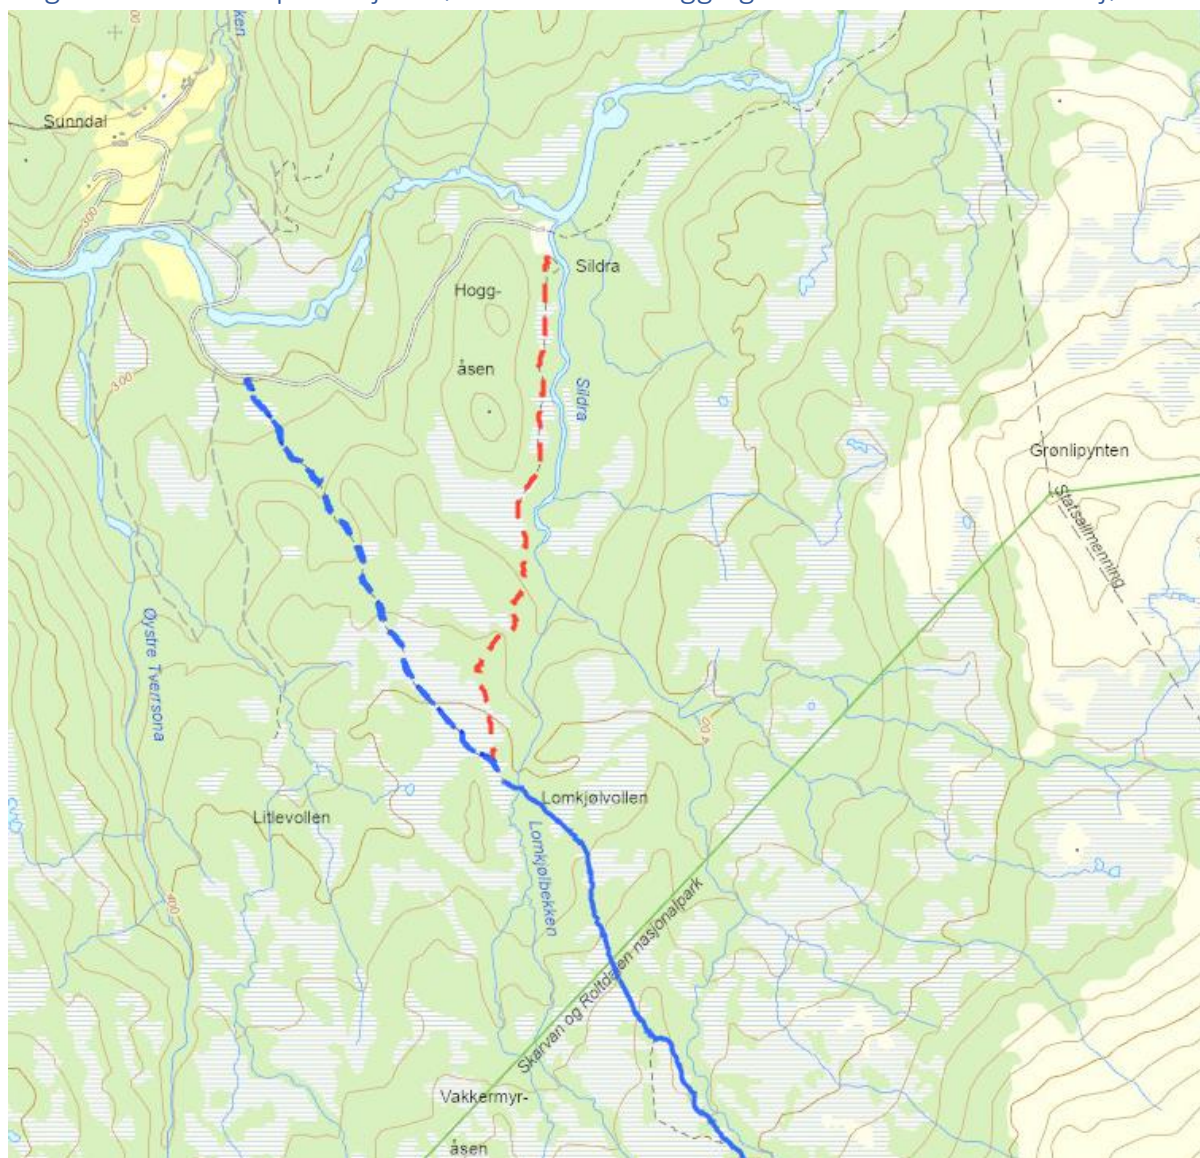 ken
Sunndal
300
Sildra
Hogg-
åsen
Sildra
300
Grønlipynten
Statsallmenning
Øystre Tverrsona
400
Lomkjølvollen
Litlevollen
Lomkjølbekken
400
Skarvan og Roltdalen nasjonalpark
Vakkermyr-
åsen